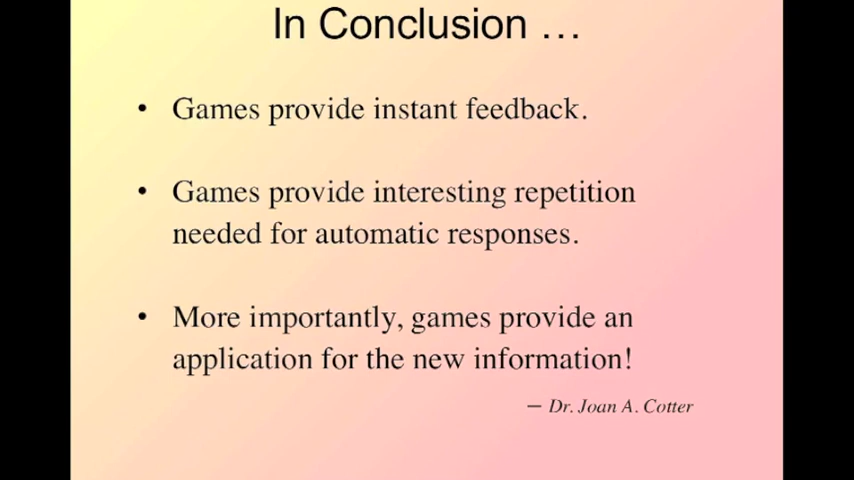 In Conclusion …
• Games provide instant feedback.
• Games provide interesting repetition
needed for automatic responses.
• More importantly, games provide an
application for the new information!
— Dr. Joan A. Cotter